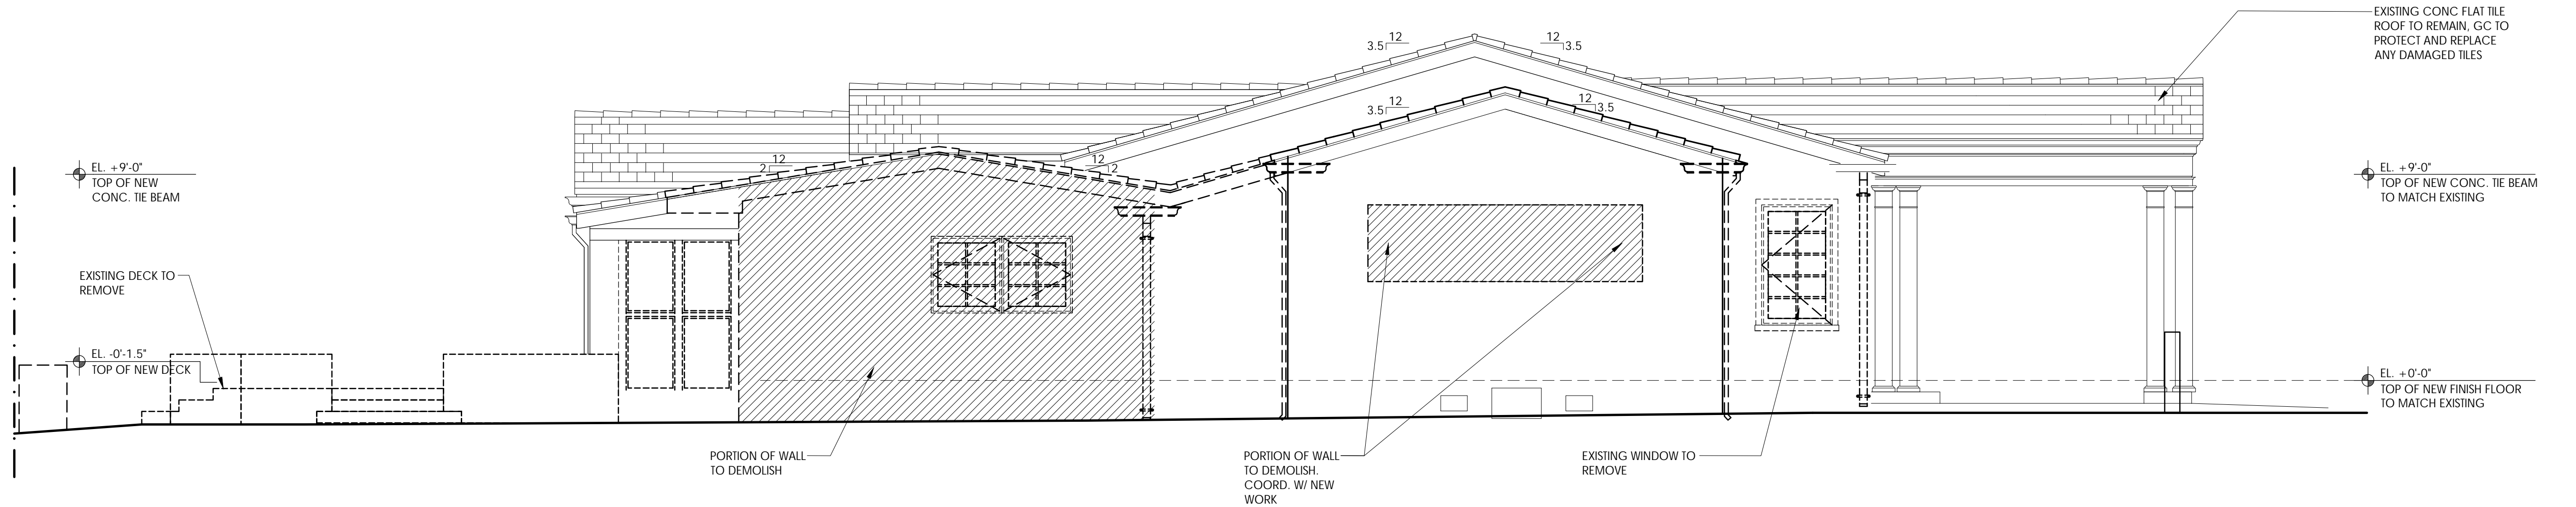 EXISTING CONC FLAT TILE
ROOF TO REMAIN, GC TO
PROTECT AND REPLACE
ANY DAMAGED TILES
12
3.5
12
3.5
12
3.5
12
3.5
12
2
12
2
EL. +9'-0"
TOP OF NEW
CONC. TIE BEAM
EL. +9'-0"
TOP OF NEW CONC. TIE BEAM
TO MATCH EXISTING
EXISTING DECK TO
REMOVE
EL. -0'-1.5"
TOP OF NEW DECK
EL. +0'-0"
TOP OF NEW FINISH FLOOR
TO MATCH EXISTING
PORTION OF WALL
TO DEMOLISH
PORTION OF WALL
TO DEMOLISH.
COORD. W/ NEW
WORK
EXISTING WINDOW TO
REMOVE